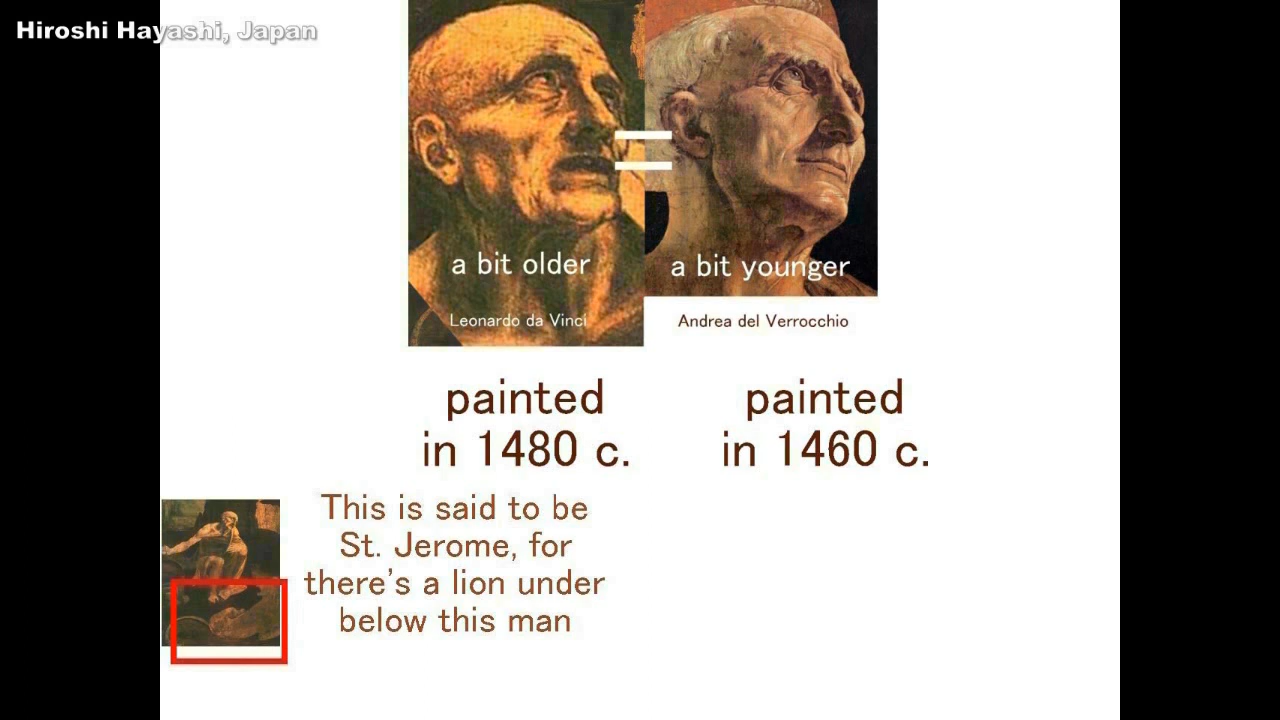 Hiroshi Hayashi, Japan
a bit older
a bit younger
Leonardo da Vinci
Andrea del Verrocchio
painted
in 1480 c.
painted
in 1460 c.
This is said to be
St. Jerome, for
there's a lion under
below this man